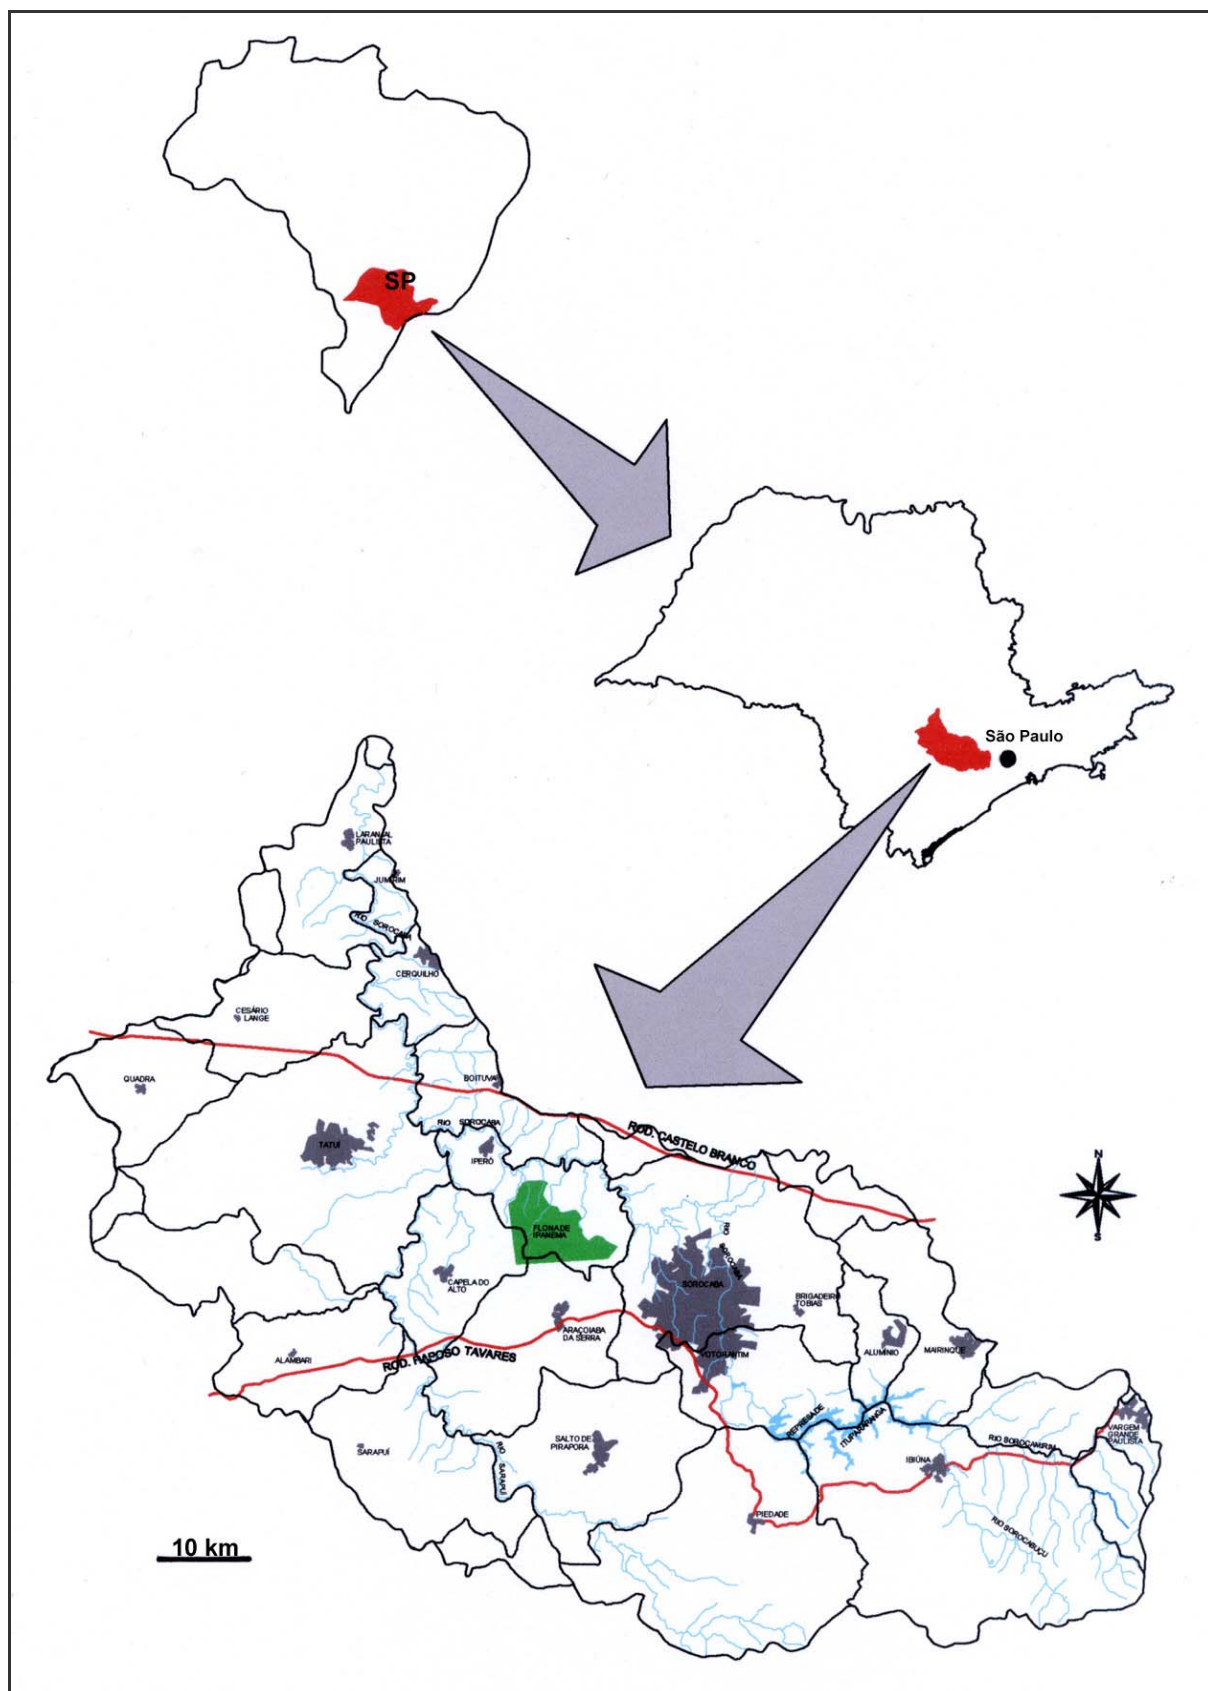 SP
São Paulo
LARANJAL
PAULISTA
JUMIRIM
RIO SOROCABA
CERQUILHO
CESÁRIO
LANGE
QUADRA
BOITUVA
RIO SOROCABA
ROD. CASTELO BRANCO
TATUÍ
IPERÓ
N
S
FLONA DE
IPANEMA
RIO SOROCABA
SOROCABA
CAPELA DO
ALTO
BRIGADEIRO
TOBIAS
ARAÇOIABA
DA SERRA
ALUMÍNIO
MAIRINQUE
VOTORANTIM
ALAMBARI
ROD. RAPOSO TAVARES
REPRESA DE
ITUPARARANGA
VARGEM
GRANDE
PAULISTA
SARAPUÍ
SALTO DE
PIRAPORA
RIO SARAPUÍ
RIO SOROCAMIRIM
IBIÚNA
PIEDADE
RIO SOROCABUÇU
10 km